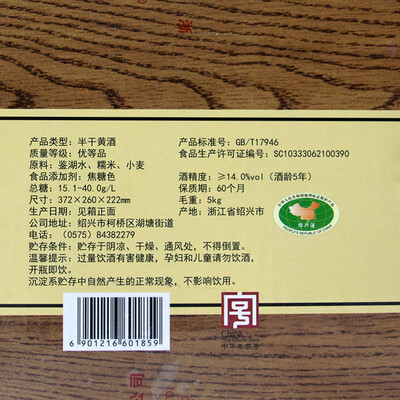 产品类型：半干黄酒 产品标准号：GB/T17946
质量等级：优等品 食品生产许可证编号：SC10333062100390
原料：鉴湖水、糯米、小麦
食品添加剂：焦糖色 酒精度：≥14.0%vol（酒龄5年）
总糖：15.1-40.0g/L 保质期：60个月
尺寸：372×260×222mm 毛重：5kg
生产日期：见箱正面 产地：浙江省绍兴市
公司地址：绍兴市柯桥区湖塘街道
电话：（0575）84382279
贮存条件：贮存于阴凉、干燥、通风处，不得倒置。
温馨提示：过量饮酒有害健康，孕妇和儿童请勿饮酒，
开瓶即饮。
沉淀系贮存中自然产生的正常现象，不影响饮用。
绍兴酒
6 901216 601859
China
中华老字号